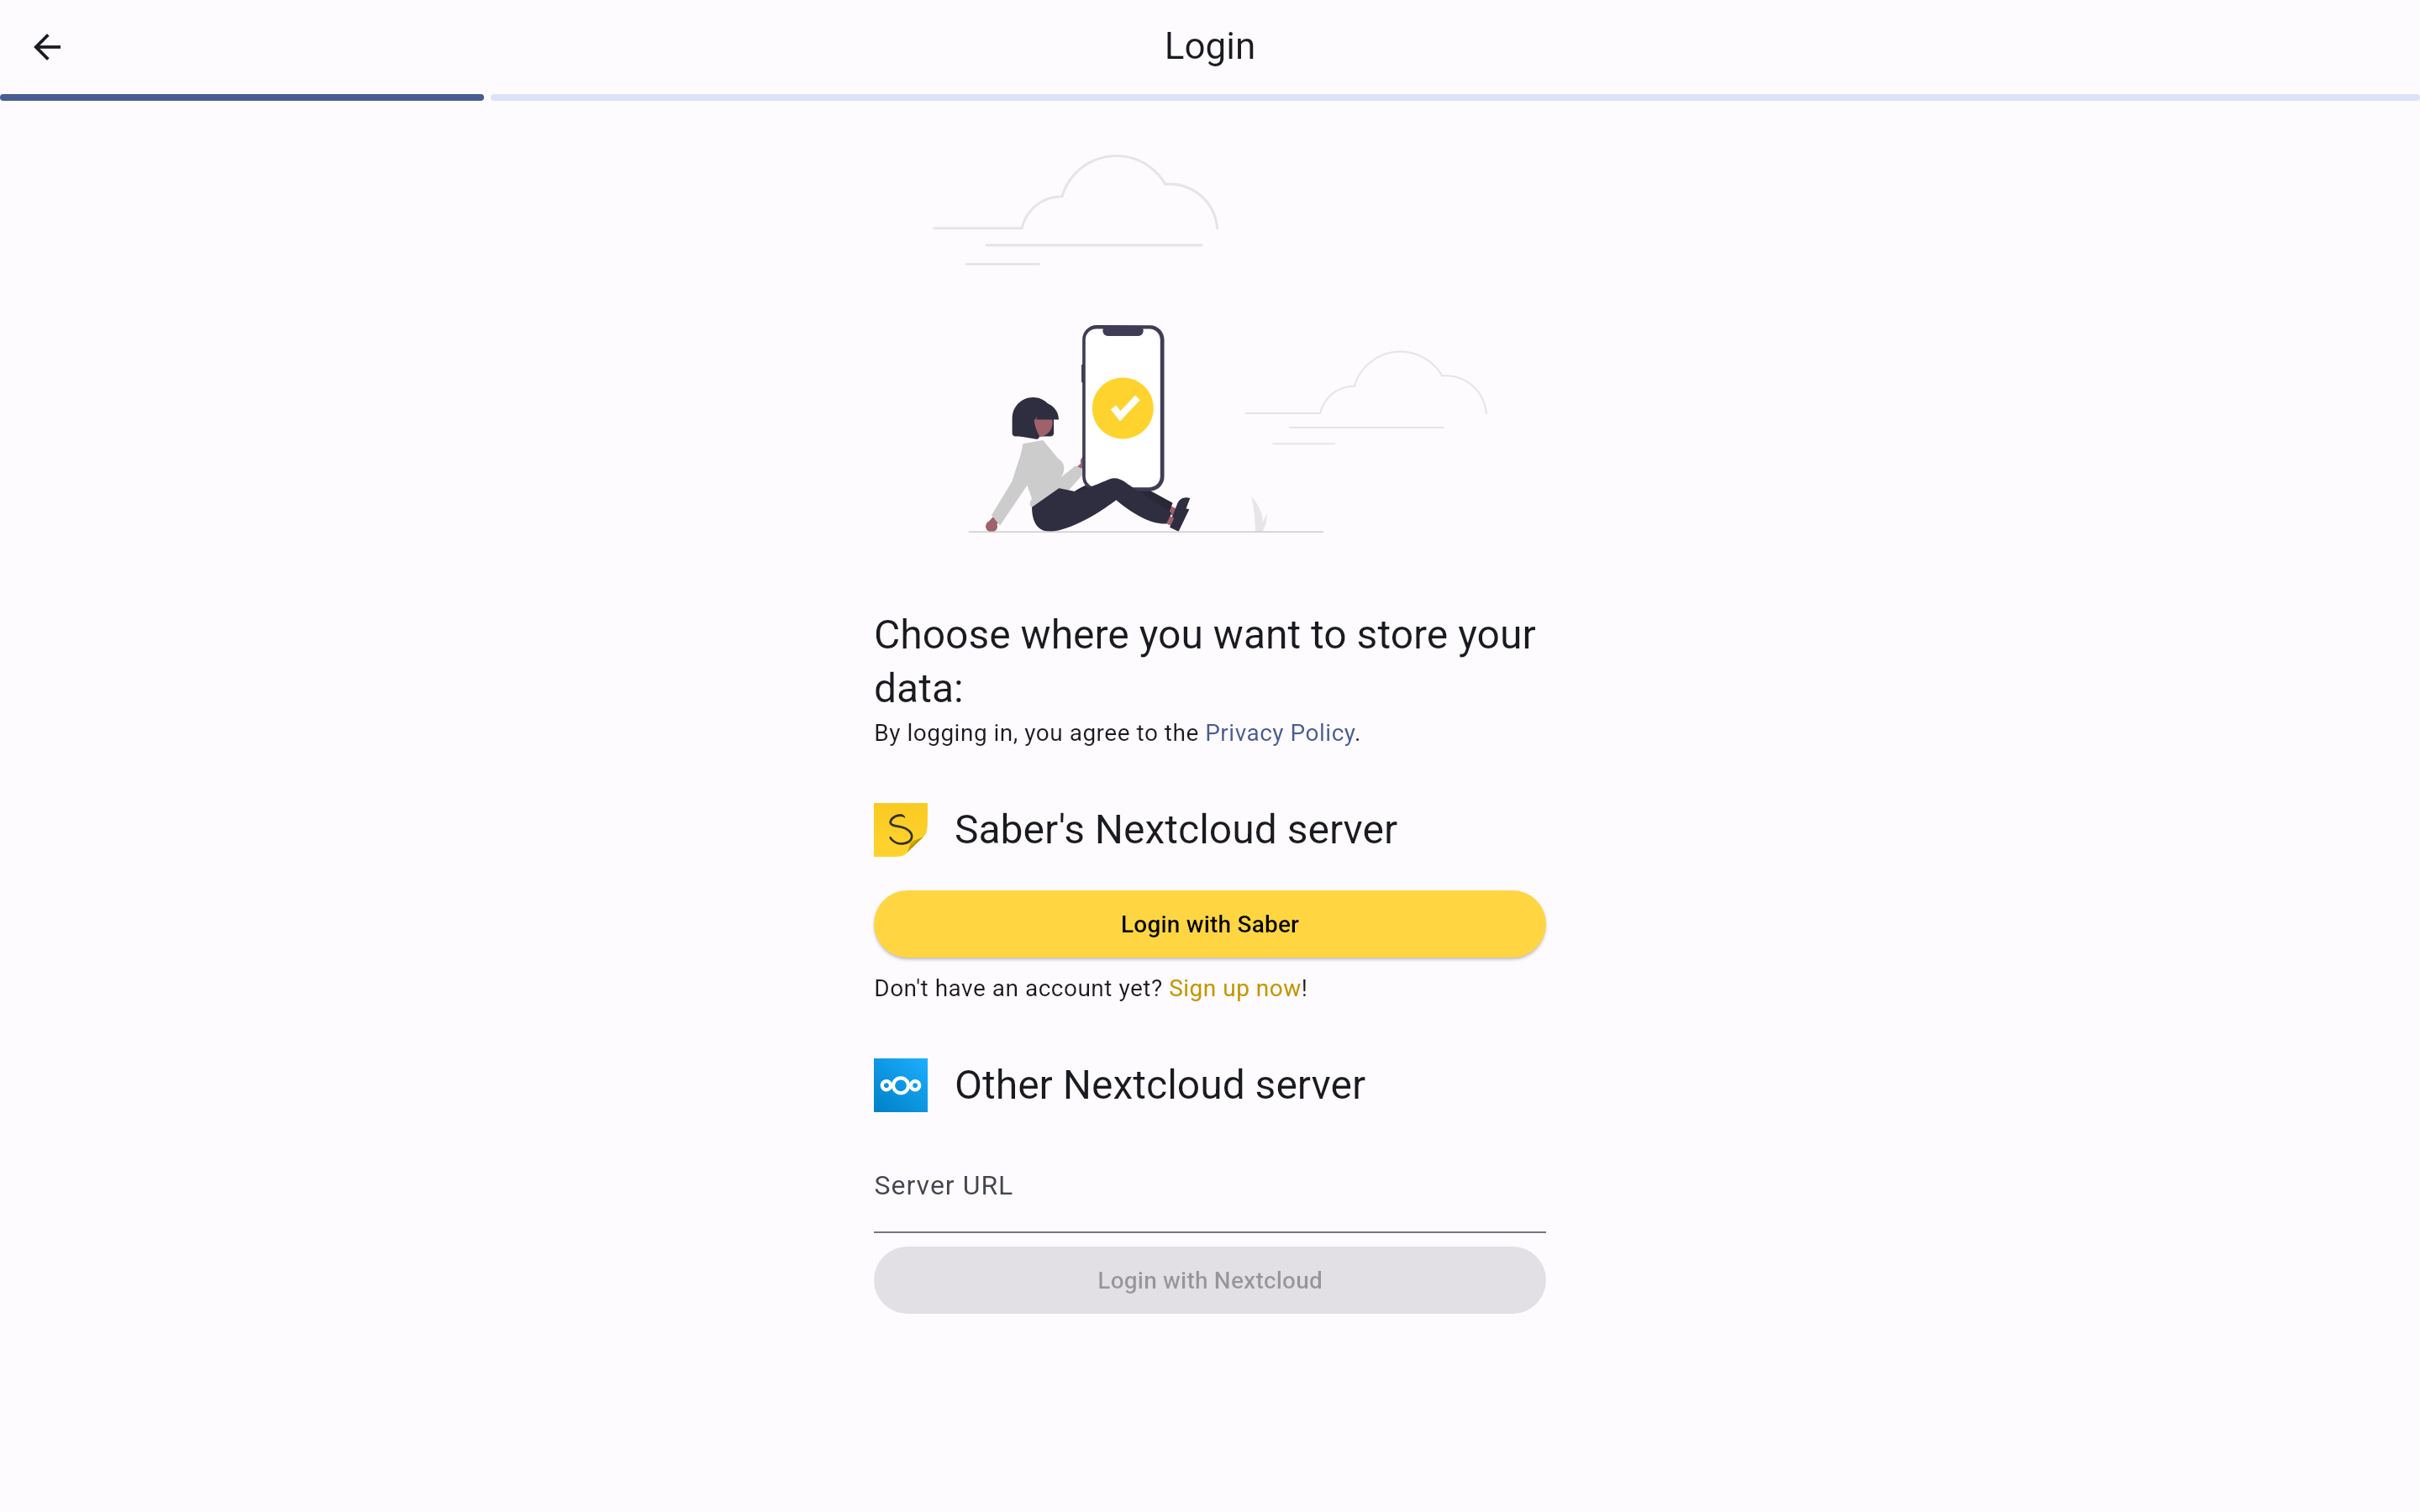 Login
Choose where you want to store your
data:
By logging in, you agree to the Privacy Policy.
Saber's Nextcloud server
Login with Saber
Don't have an account yet? Sign up now!
Other Nextcloud server
Server URL
Login with Nextcloud